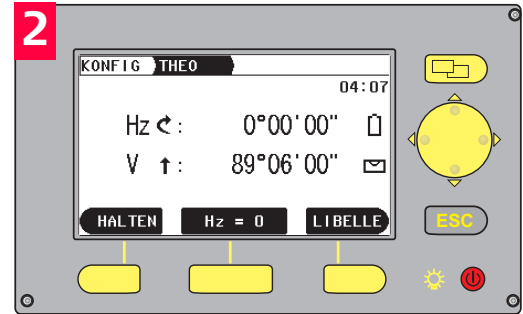 2
KONFIG THEO
04:07
Hz : 0°00'00"
V ↑: 89°06'00"
HALTEN Hz = 0 LIBELLE
ESC